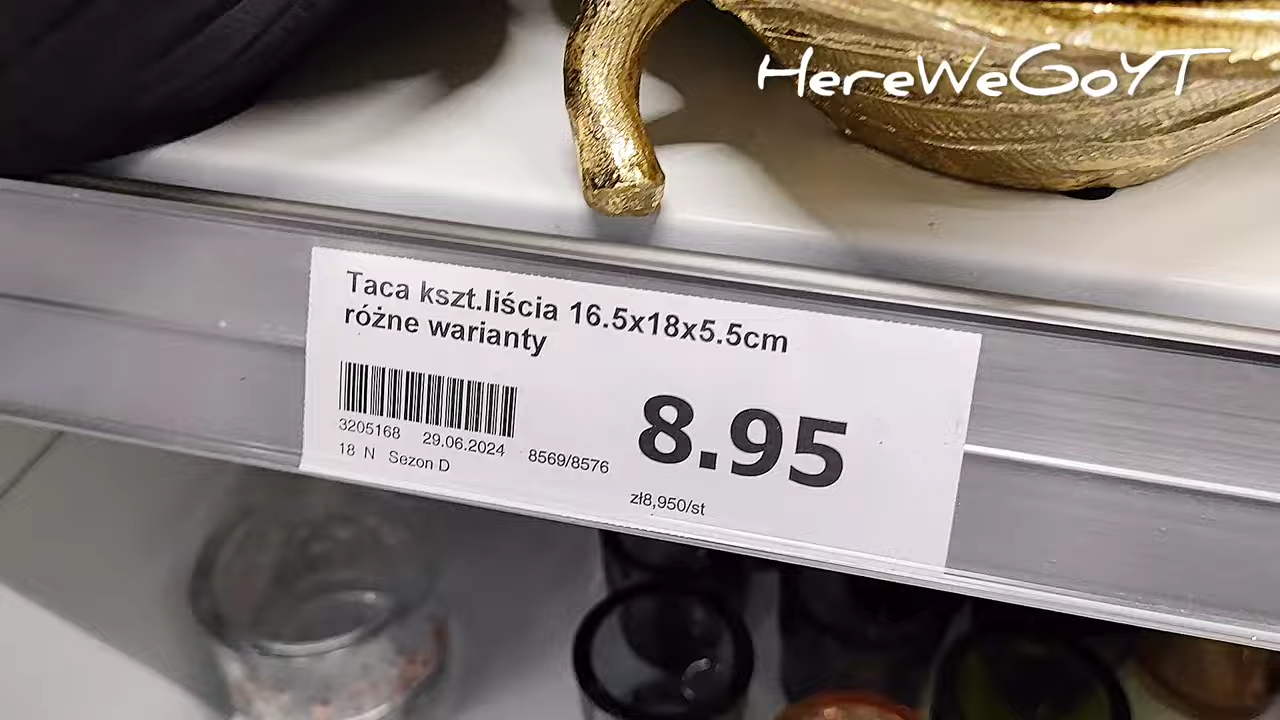 HereWeGoYT
Taca kszt.liścia 16.5x18x5.5cm
różne warianty
8.95
3205168 29.06.2024 8569/8576
18 N Sezon D
zł8,950/st